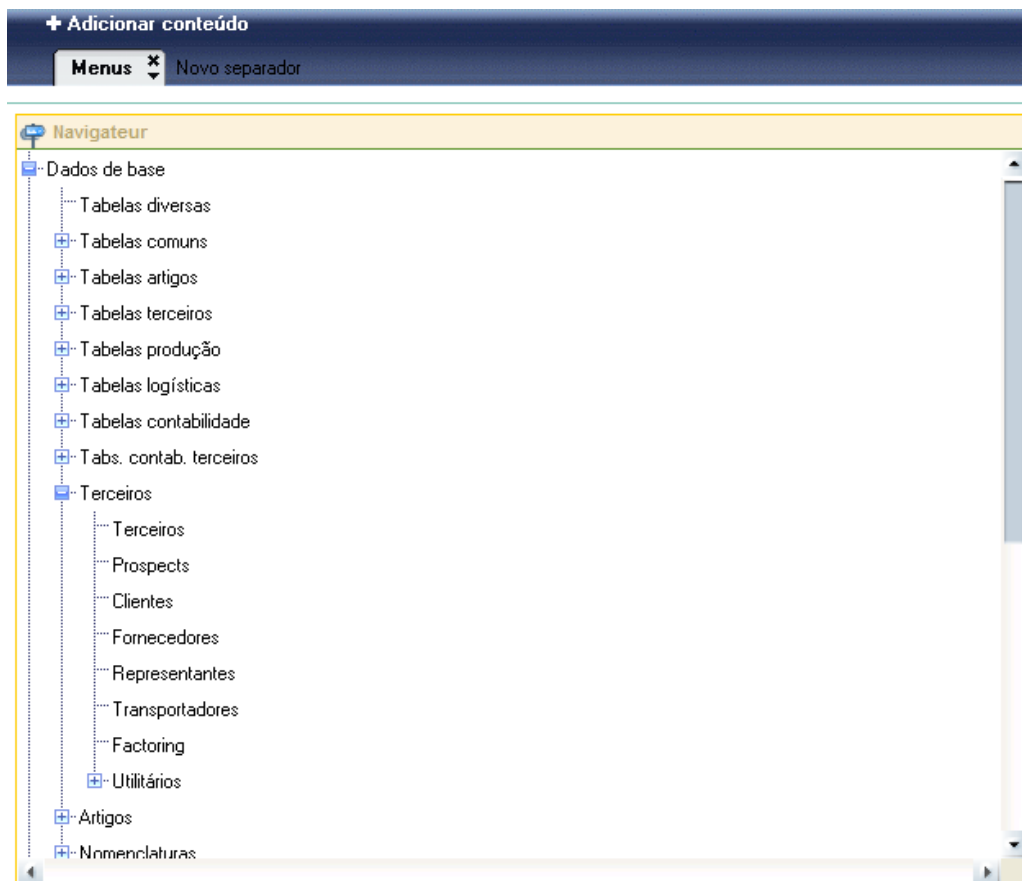 Adicionar conteúdo
Menus Novo separador
Navigateur
Dados de base
Tabelas diversas
Tabelas comuns
Tabelas artigos
Tabelas terceiros
Tabelas produção
Tabelas logísticas
Tabelas contabilidade
Tabs. contab. terceiros
Terceiros
Terceiros
Prospects
Clientes
Fornecedores
Representantes
Transportadores
Factoring
Utilitários
Artigos
Nomenclaturas